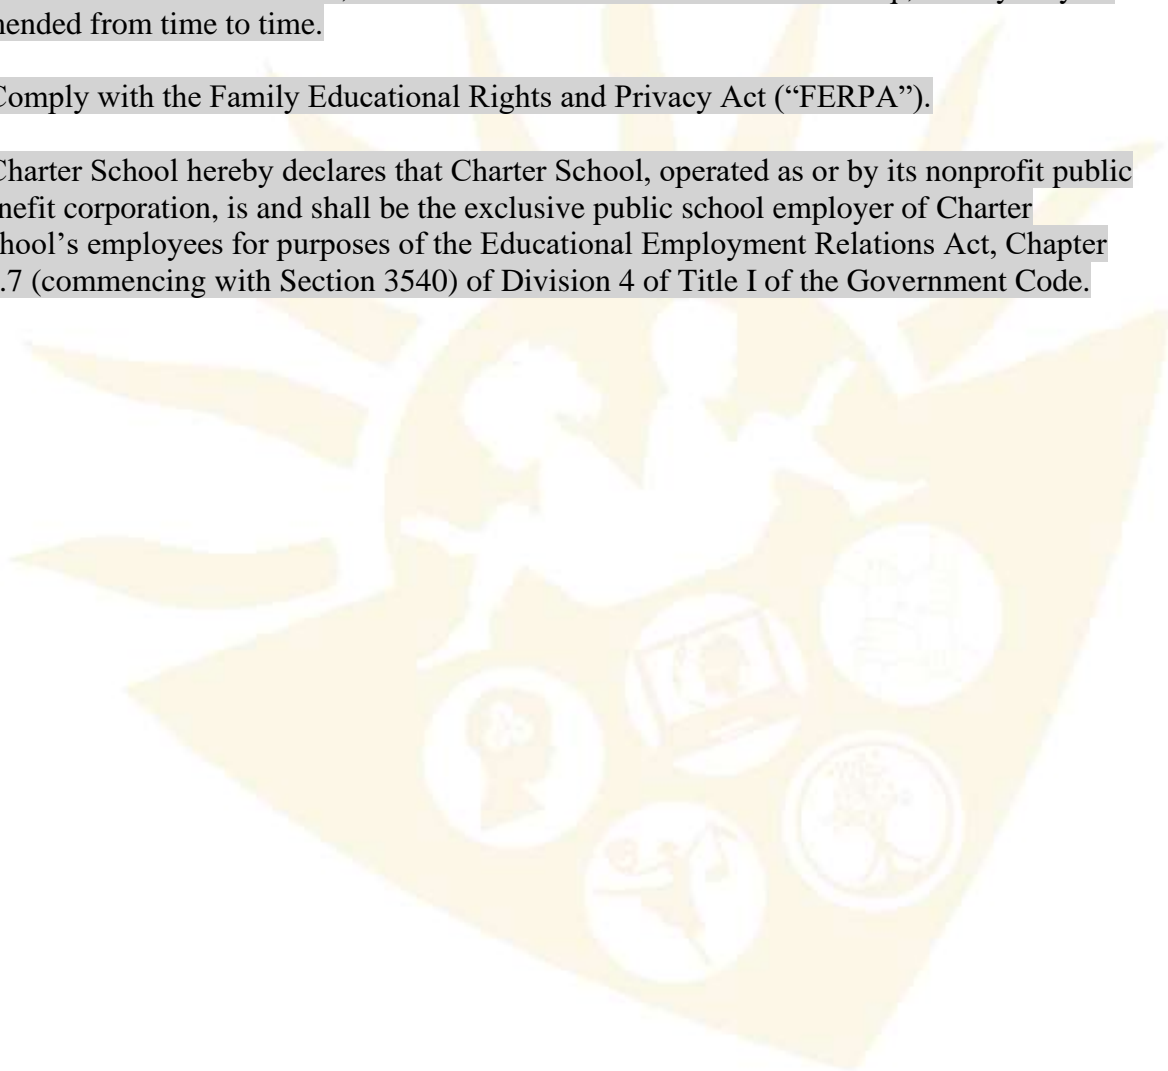 mended from time to time.
Comply with the Family Educational Rights and Privacy Act (“FERPA”).
Charter School hereby declares that Charter School, operated as or by its nonprofit public
nefit corporation, is and shall be the exclusive public school employer of Charter
hool’s employees for purposes of the Educational Employment Relations Act, Chapter
.7 (commencing with Section 3540) of Division 4 of Title I of the Government Code.